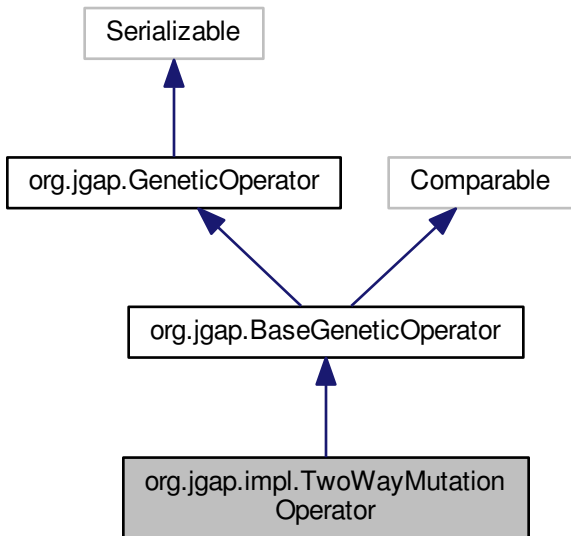 Serializable
org.jgap.GeneticOperator
Comparable
org.jgap.BaseGeneticOperator
org.jgap.impl.TwoWayMutation
Operator